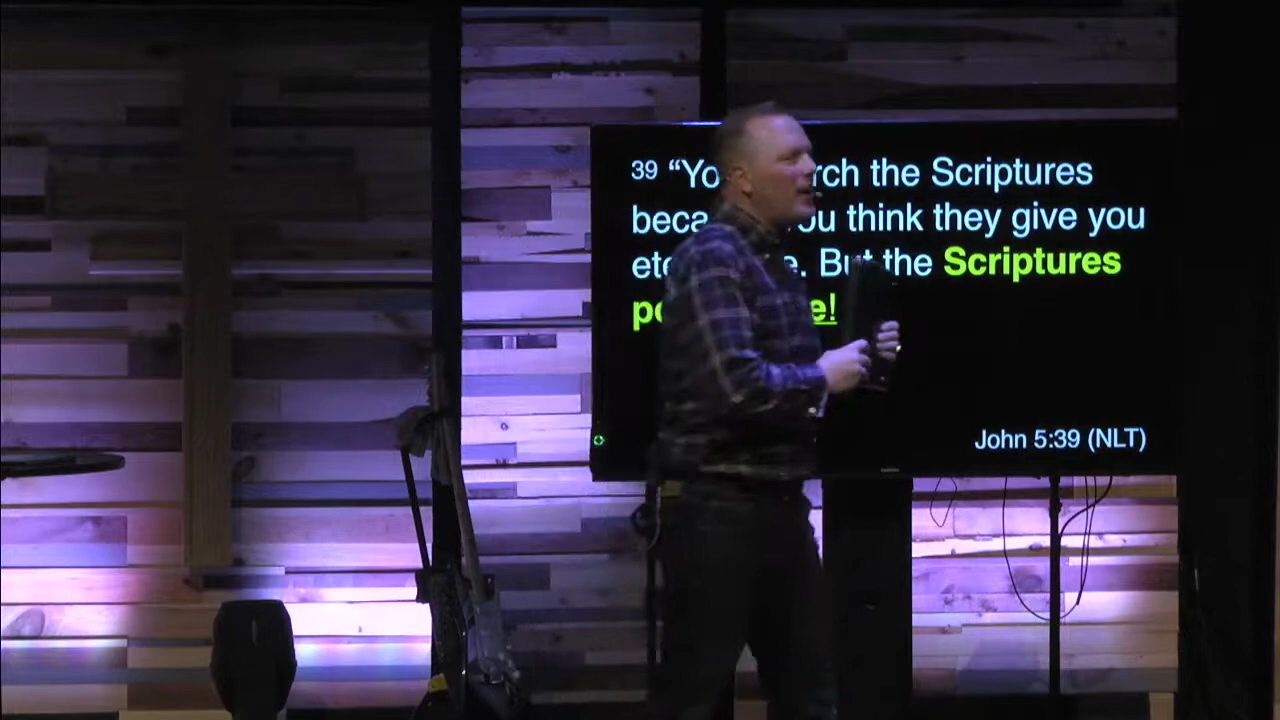 39 “Yo rch the Scriptures
beca ou think they give you
ete e. But the Scriptures
po e!
John 5:39 (NLT)